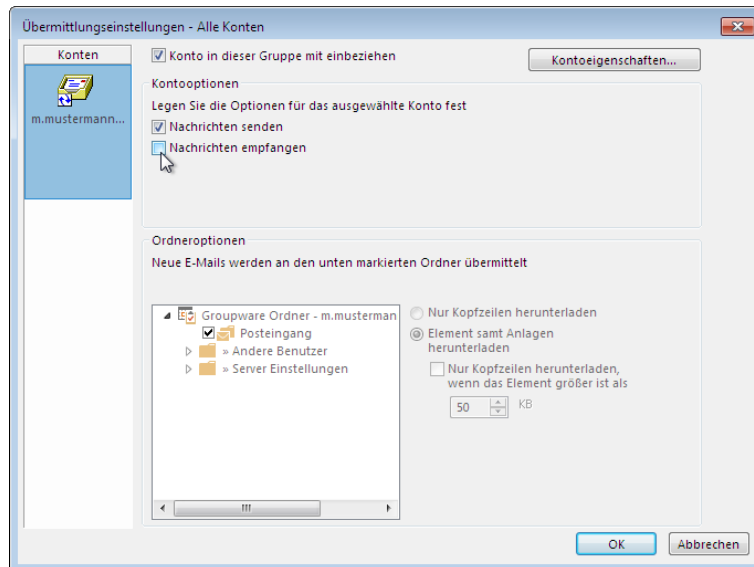 Übermittlungseinstellungen - Alle Konten
Konten
m.mustermann...
Konto in dieser Gruppe mit einbeziehen
Kontoeigenschaften...
Kontooptionen
Legen Sie die Optionen für das ausgewählte Konto fest
Nachrichten senden
Nachrichten empfangen
Ordneroptionen
Neue E-Mails werden an den unten markierten Ordner übermittelt
Groupware Ordner - m.musterman
Posteingang
» Andere Benutzer
» Server Einstellungen
Nur Kopfzeilen herunterladen
Element samt Anlagen
herunterladen
Nur Kopfzeilen herunterladen,
wenn das Element größer ist als
50 KB
OK
Abbrechen